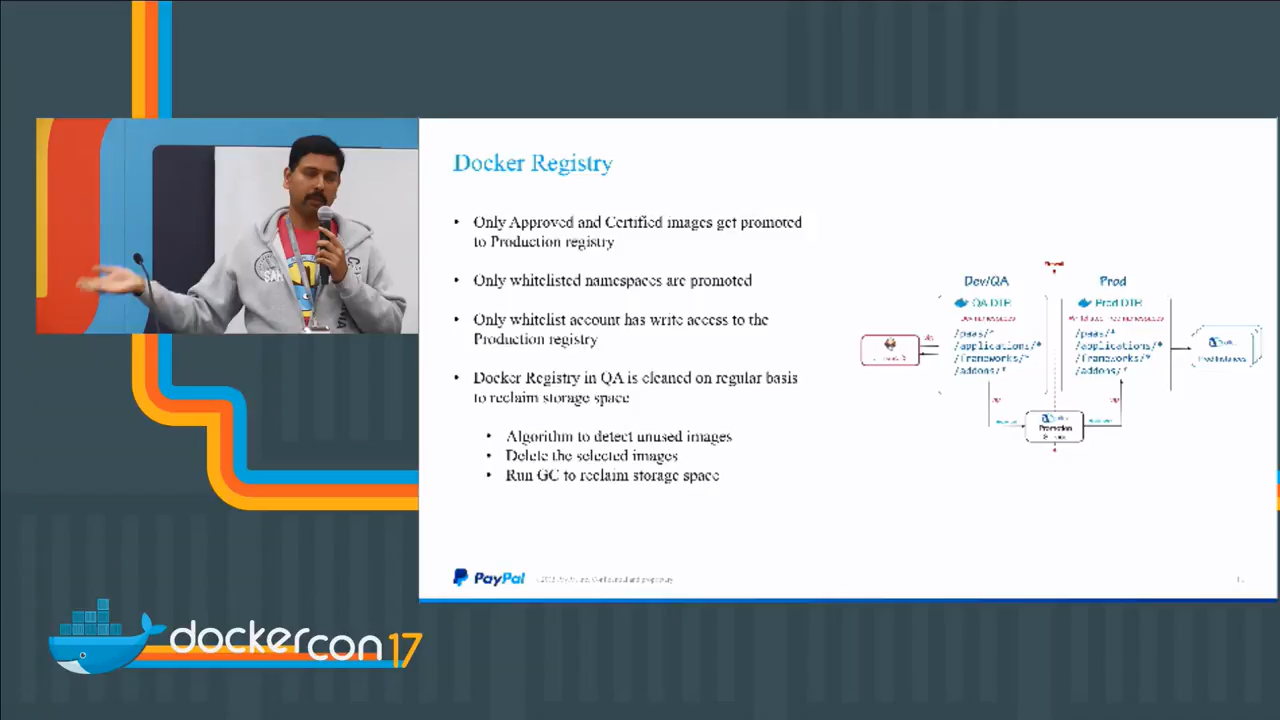 Docker Registry
• Only Approved and Certified images get promoted
to Production registry
• Only whitelisted namespaces are promoted
• Only whitelist account has write access to the
Production registry
• Docker Registry in QA is cleaned on regular basis
to reclaim storage space
• Algorithm to detect unused images
• Delete the selected images
• Run GC to reclaim storage space
Firewall
Dev/QA
Prod
QA DTR
Prod DTR
/paas/*
/applications/*
/frameworks/*
/addons/*
/paas/*
/applications/*
/frameworks/*
/addons/*
Promotion
PayPal
dockercon 17